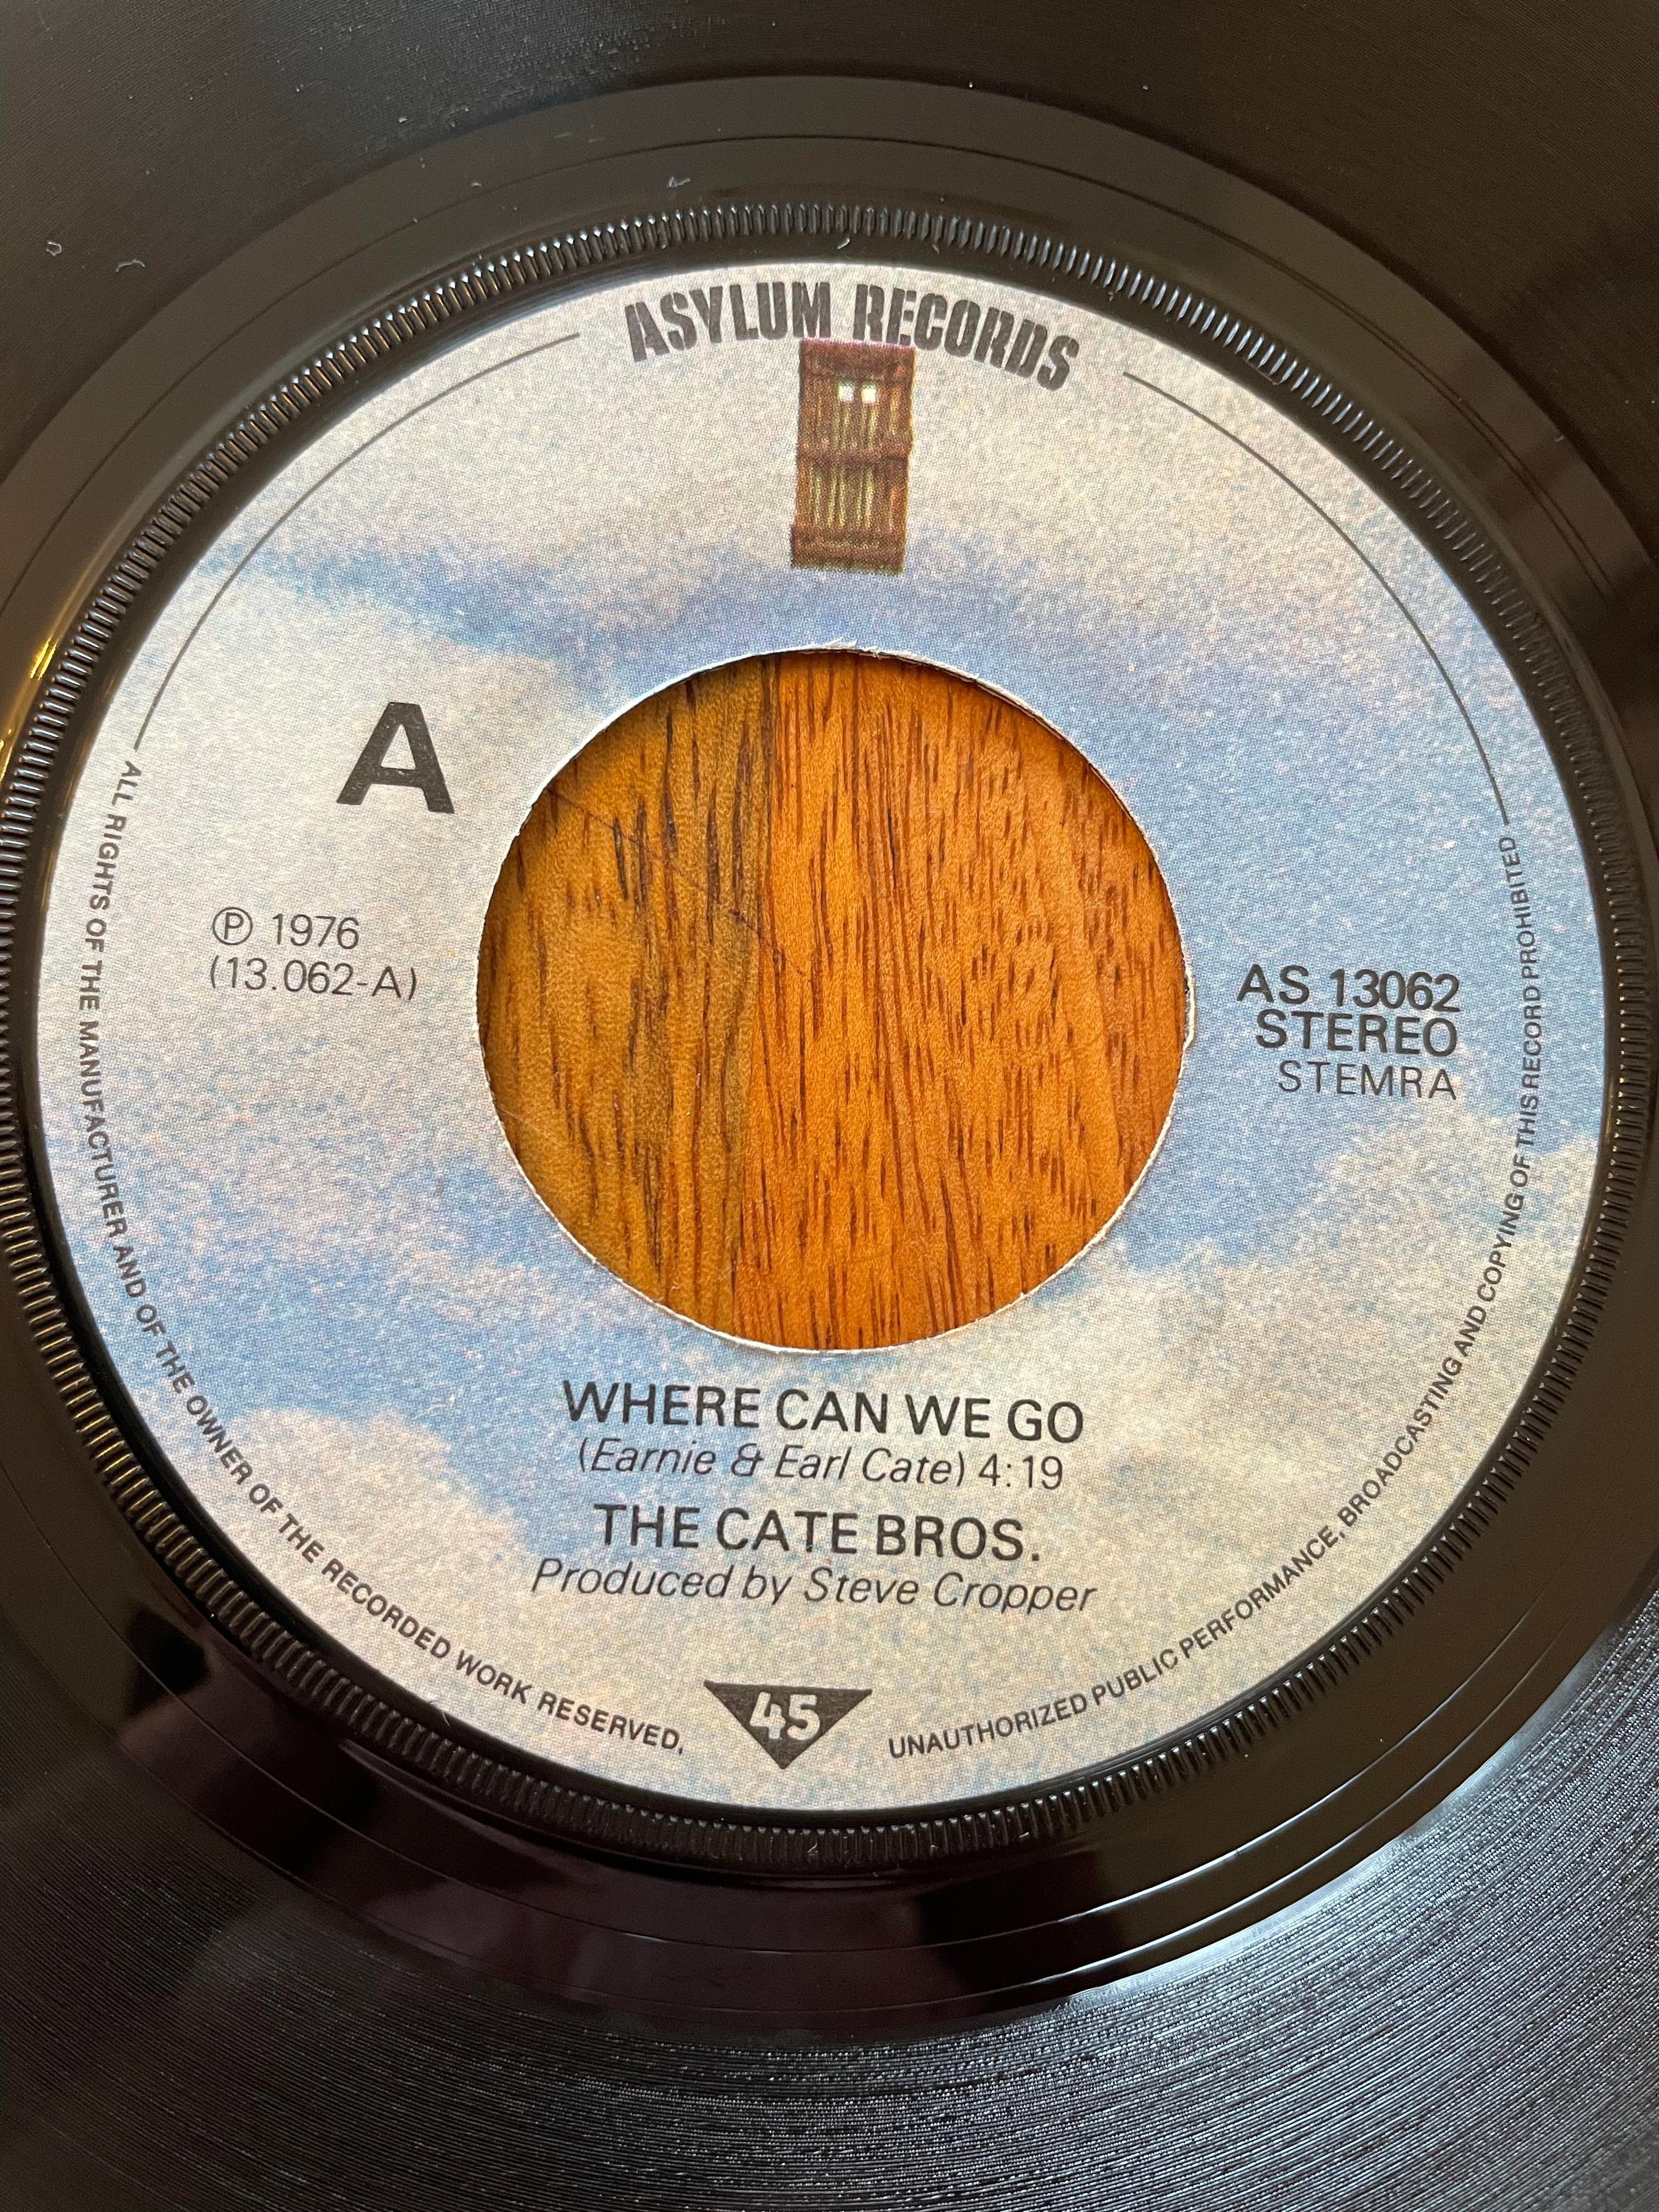 ASYLUM RECORDS
A
℗ 1976
(13.062-A)
AS 13062
STEREO
STEMRA
WHERE CAN WE GO
(Earnie & Earl Cate) 4:19
THE CATE BROS.
Produced by Steve Cropper
45
ALL RIGHTS OF THE MANUFACTURER AND OF THE OWNER OF THE RECORDED WORK RESERVED.
UNAUTHORIZED PUBLIC PERFORMANCE, BROADCASTING AND COPYING OF THIS RECORD PROHIBITED